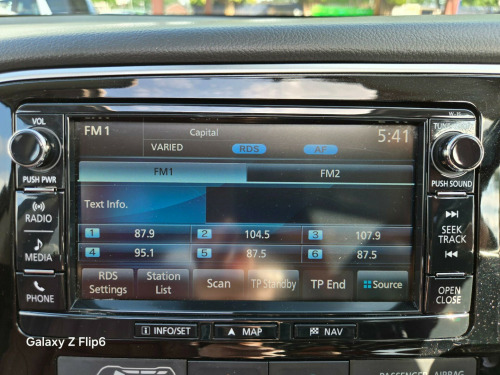 W-11
VOL
TUNE
FM1 Capital 5:41
VARIED RDS AF
PUSH PWR
PUSH SOUND
FM1 FM2
RADIO
MEDIA
Text Info.
SEEK
TRACK
1 87.9 2 104.5 3 107.9
4 95.1 5 87.5 6 87.5
PHONE
RDS Settings Station List Scan TP Standby TP End Source
OPEN
CLOSE
INFO/SET MAP NAV
Galaxy Z Flip6
PASSENGER AIRBAG